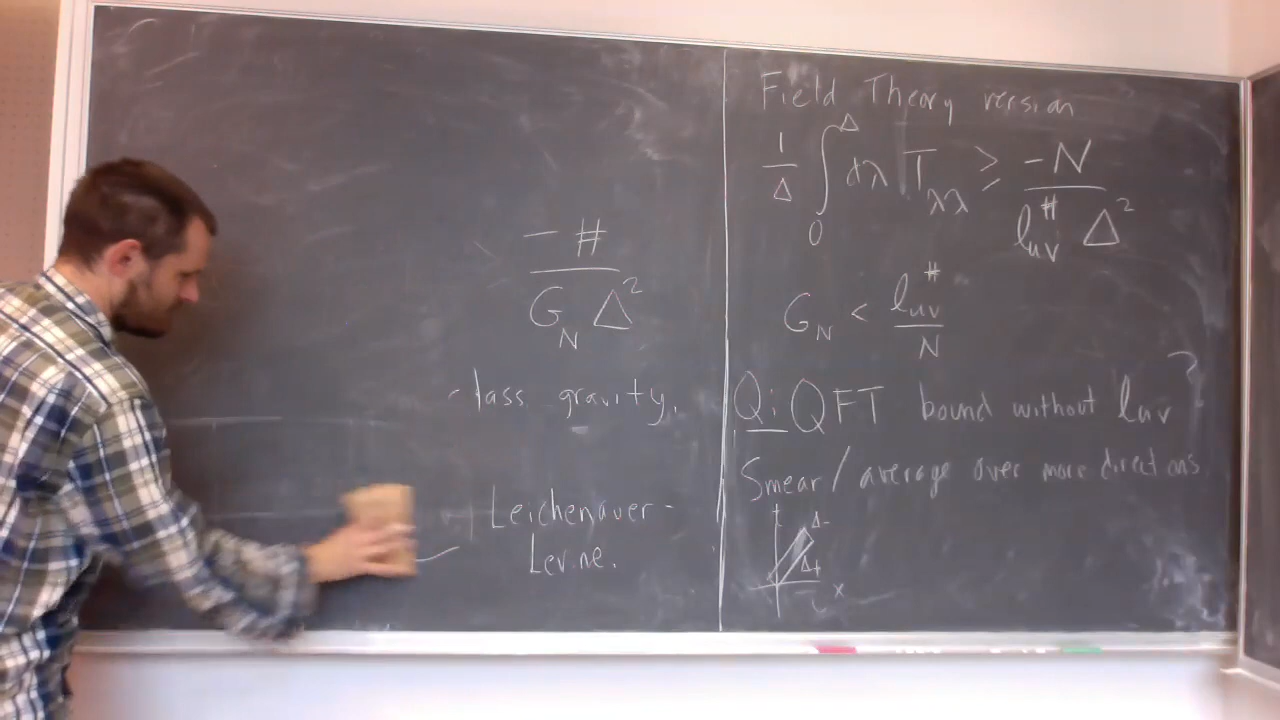 - #
G_N Δ²
lass gravity.
w/ Leichenauer -
Levine.
Field Theory version
1/Δ ∫₀^Δ dλ T_λλ ≥ -N / (l_uv^# Δ²)
G_N < l_uv^# / N
Q: QFT bound without l_uv ?
Smear / average over more directions
t
Δ-
Δ+
x